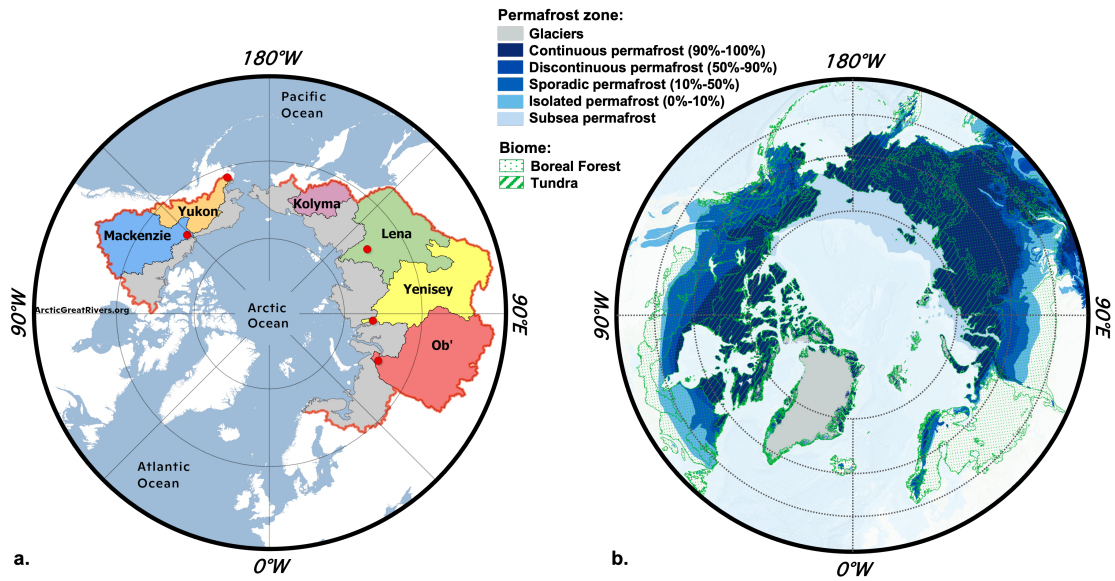 Permafrost zone:
Glaciers
Continuous permafrost (90%-100%)
Discontinuous permafrost (50%-90%)
Sporadic permafrost (10%-50%)
Isolated permafrost (0%-10%)
Subsea permafrost
Biome:
Boreal Forest
Tundra
180°W
Pacific
Ocean
Kolyma
Yukon
Mackenzie
Lena
Yenisey
Ob'
Arctic
Ocean
90°W
ArcticGreatRivers.org
90°E
Atlantic
Ocean
a.
0°W
180°W
90°W
90°E
b.
0°W